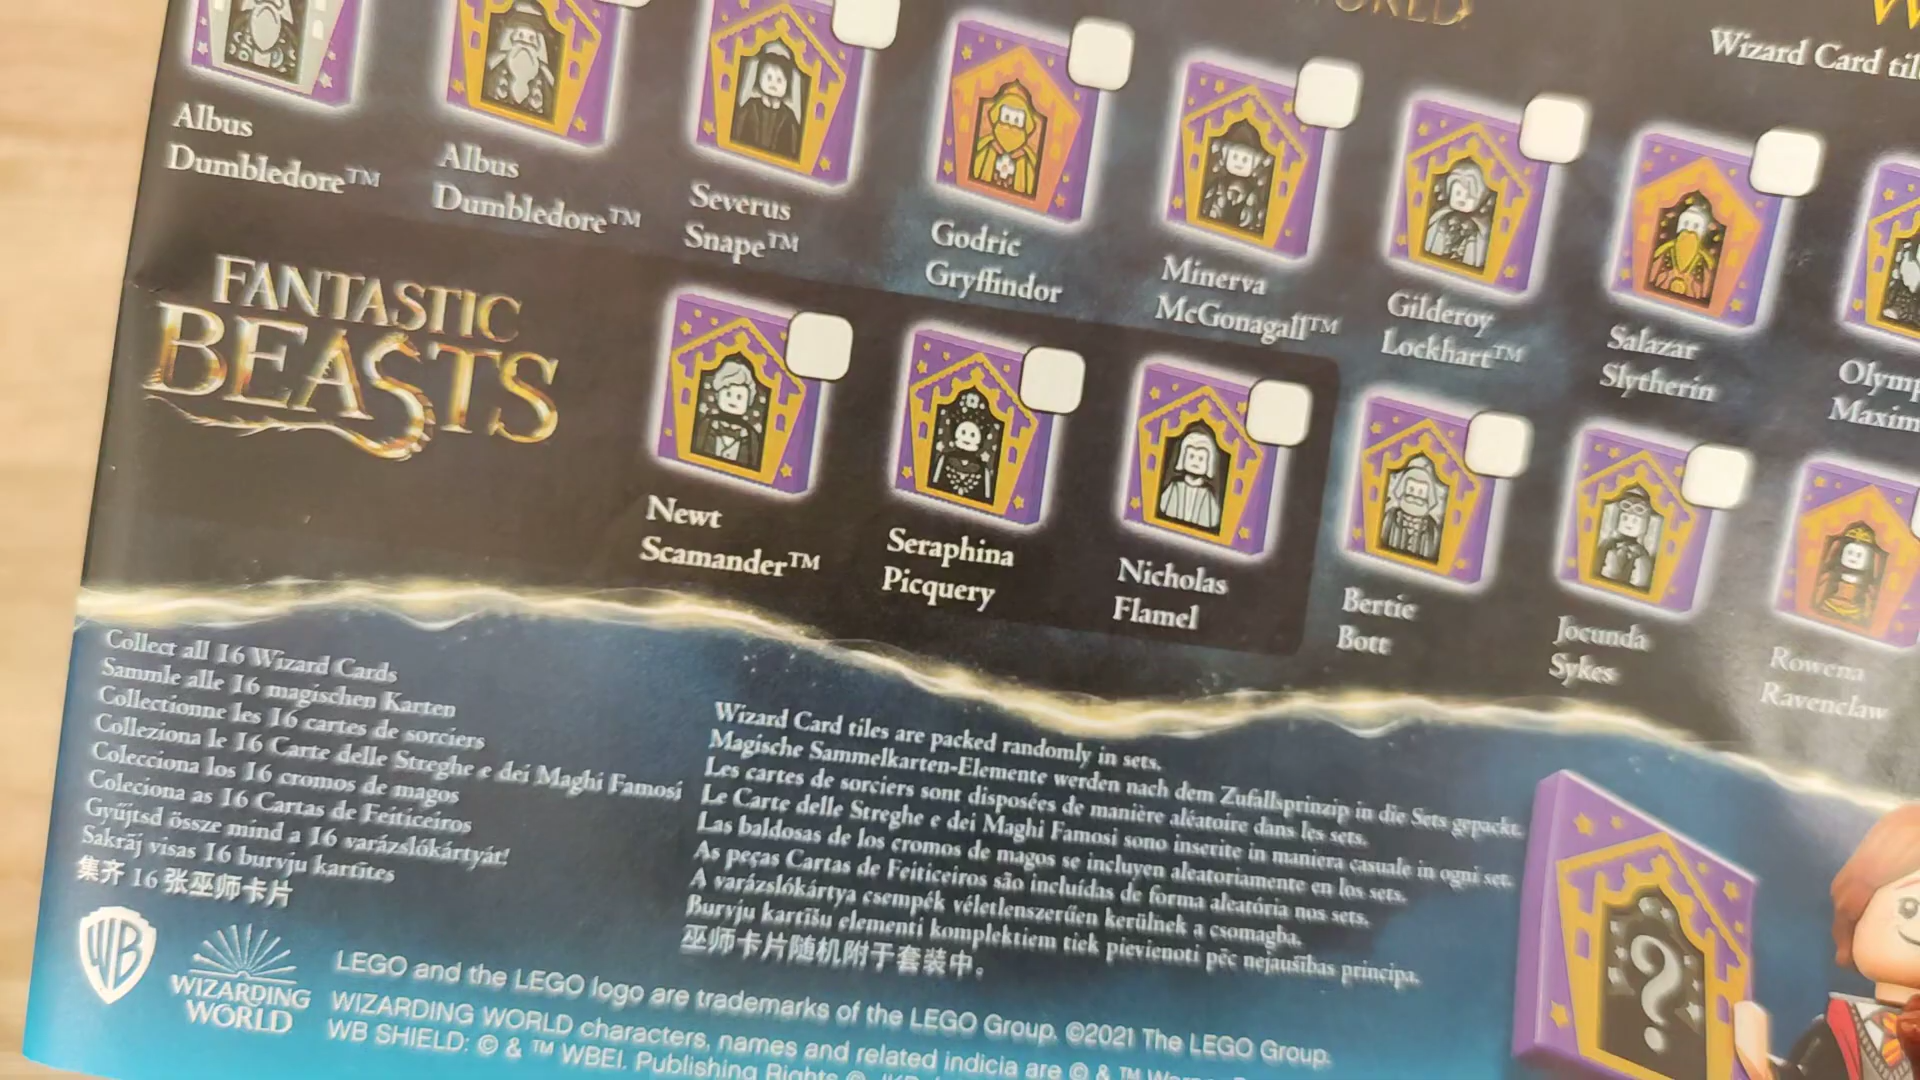 Wizard Card
Albus
Dumbledore™
Albus
Dumbledore™
Severus
Snape™
Godric
Gryffindor
Minerva
McGonagall™
Gilderoy
Lockhart™
Salazar
Slytherin
FANTASTIC
BEASTS
Newt
Scamander™
Seraphina
Picquery
Nicholas
Flamel
Bertie
Bott
Jocunda
Sykes
Rowena
Ravenclaw
Collect all 16 Wizard Cards
Sammle alle 16 magischen Karten
Collectionne les 16 cartes de sorciers
Colleziona le 16 Carte delle Streghe e dei Maghi Famosi
Colecciona los 16 cromos de magos
Coleciona as 16 Cartas de Feiticeiros
Gyűjtsd össze mind a 16 varázslókártyát!
Sakrāj visas 16 burvju kartītes
集齐 16 张巫师卡片
Wizard Card tiles are packed randomly in sets.
Magische Sammelkarten-Elemente werden nach dem Zufallsprinzip in die Sets gepackt.
Les cartes de sorciers sont disposées de manière aléatoire dans les sets.
Le Carte delle Streghe e dei Maghi Famosi sono inserite in maniera casuale in ogni set.
Las baldosas de los cromos de magos se incluyen aleatoriamente en los sets.
As peças Cartas de Feiticeiros são incluídas de forma aleatória nos sets.
A varázslókártya csempék véletlenszerűen kerülnek a csomagba.
Burvju kartīšu elementi komplektiem tiek pievienoti pēc nejaušības principa.
巫师卡片随机附于套装中。
?
WB
WIZARDING
WORLD
LEGO and the LEGO logo are trademarks of the LEGO Group. ©2021 The LEGO Group.
WIZARDING WORLD characters, names and related indicia are © & ™
WB SHIELD: © & ™ WBEI. Publishing Rights ©